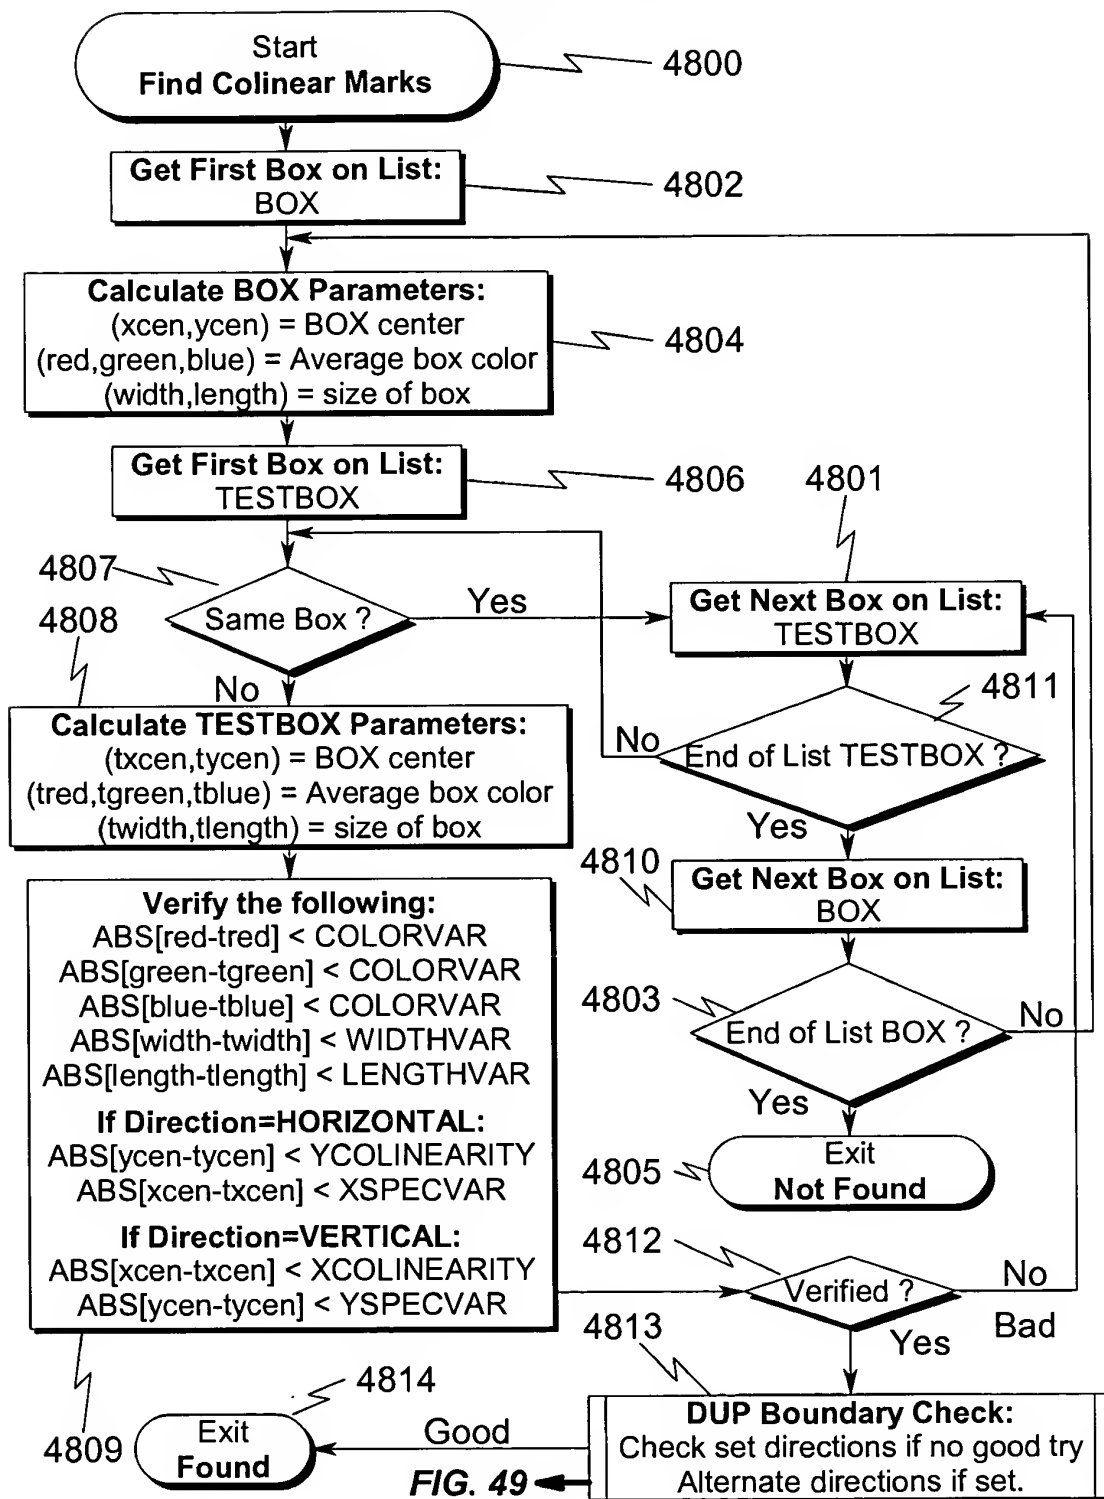 Start
Find Colinear Marks
4800
Get First Box on List:
BOX
4802
Calculate BOX Parameters:
(xcen,ycen) = BOX center
(red,green,blue) = Average box color
(width,length) = size of box
4804
Get First Box on List:
TESTBOX
4806
4801
4807
Same Box ?
Yes
Get Next Box on List:
TESTBOX
4808
No
4811
Calculate TESTBOX Parameters:
(txcen,tycen) = BOX center
(tred,tgreen,tblue) = Average box color
(twidth,tlength) = size of box
No
End of List TESTBOX ?
Yes
4810
Get Next Box on List:
BOX
Verify the following:
ABS[red-tred] < COLORVAR
ABS[green-tgreen] < COLORVAR
ABS[blue-tblue] < COLORVAR
ABS[width-twidth] < WIDTHVAR
ABS[length-tlength] < LENGTHVAR
If Direction=HORIZONTAL:
ABS[ycen-tycen] < YCOLINEARITY
ABS[xcen-txcen] < XSPECVAR
If Direction=VERTICAL:
ABS[xcen-txcen] < XCOLINEARITY
ABS[ycen-tycen] < YSPECVAR
4803
End of List BOX ?
No
Yes
4805
Exit
Not Found
4812
Verified ?
No
Bad
Yes
4813
4809
4814
Exit
Found
Good
DUP Boundary Check:
Check set directions if no good try
Alternate directions if set.
FIG. 49